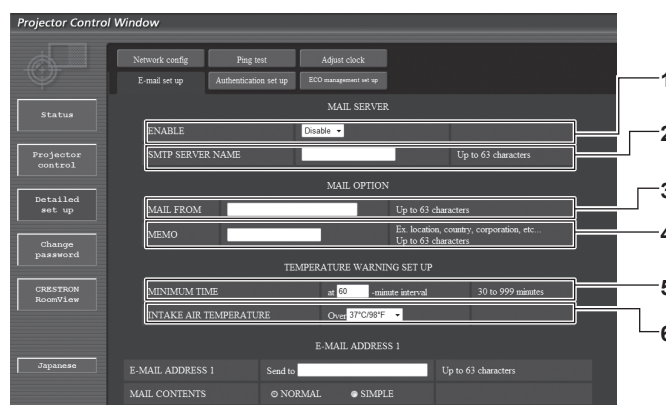 Projector Control Window
Network config Ping test Adjust clock
E-mail set up Authentication set up ECO management set up
Status
Projector control
Detailed set up
Change password
CRESTRON RoomView
Japanese
MAIL SERVER
ENABLE Disable 1
SMTP SERVER NAME Up to 63 characters 2
MAIL OPTION
MAIL FROM Up to 63 characters 3
MEMO Ex. location, country, corporation, etc...
Up to 63 characters 4
TEMPERATURE WARNING SET UP
MINIMUM TIME at 60 -minute interval 30 to 999 minutes 5
INTAKE AIR TEMPERATURE Over 37°C/98°F 6
E-MAIL ADDRESS 1
E-MAIL ADDRESS 1 Send to Up to 63 characters
MAIL CONTENTS NORMAL SIMPLE